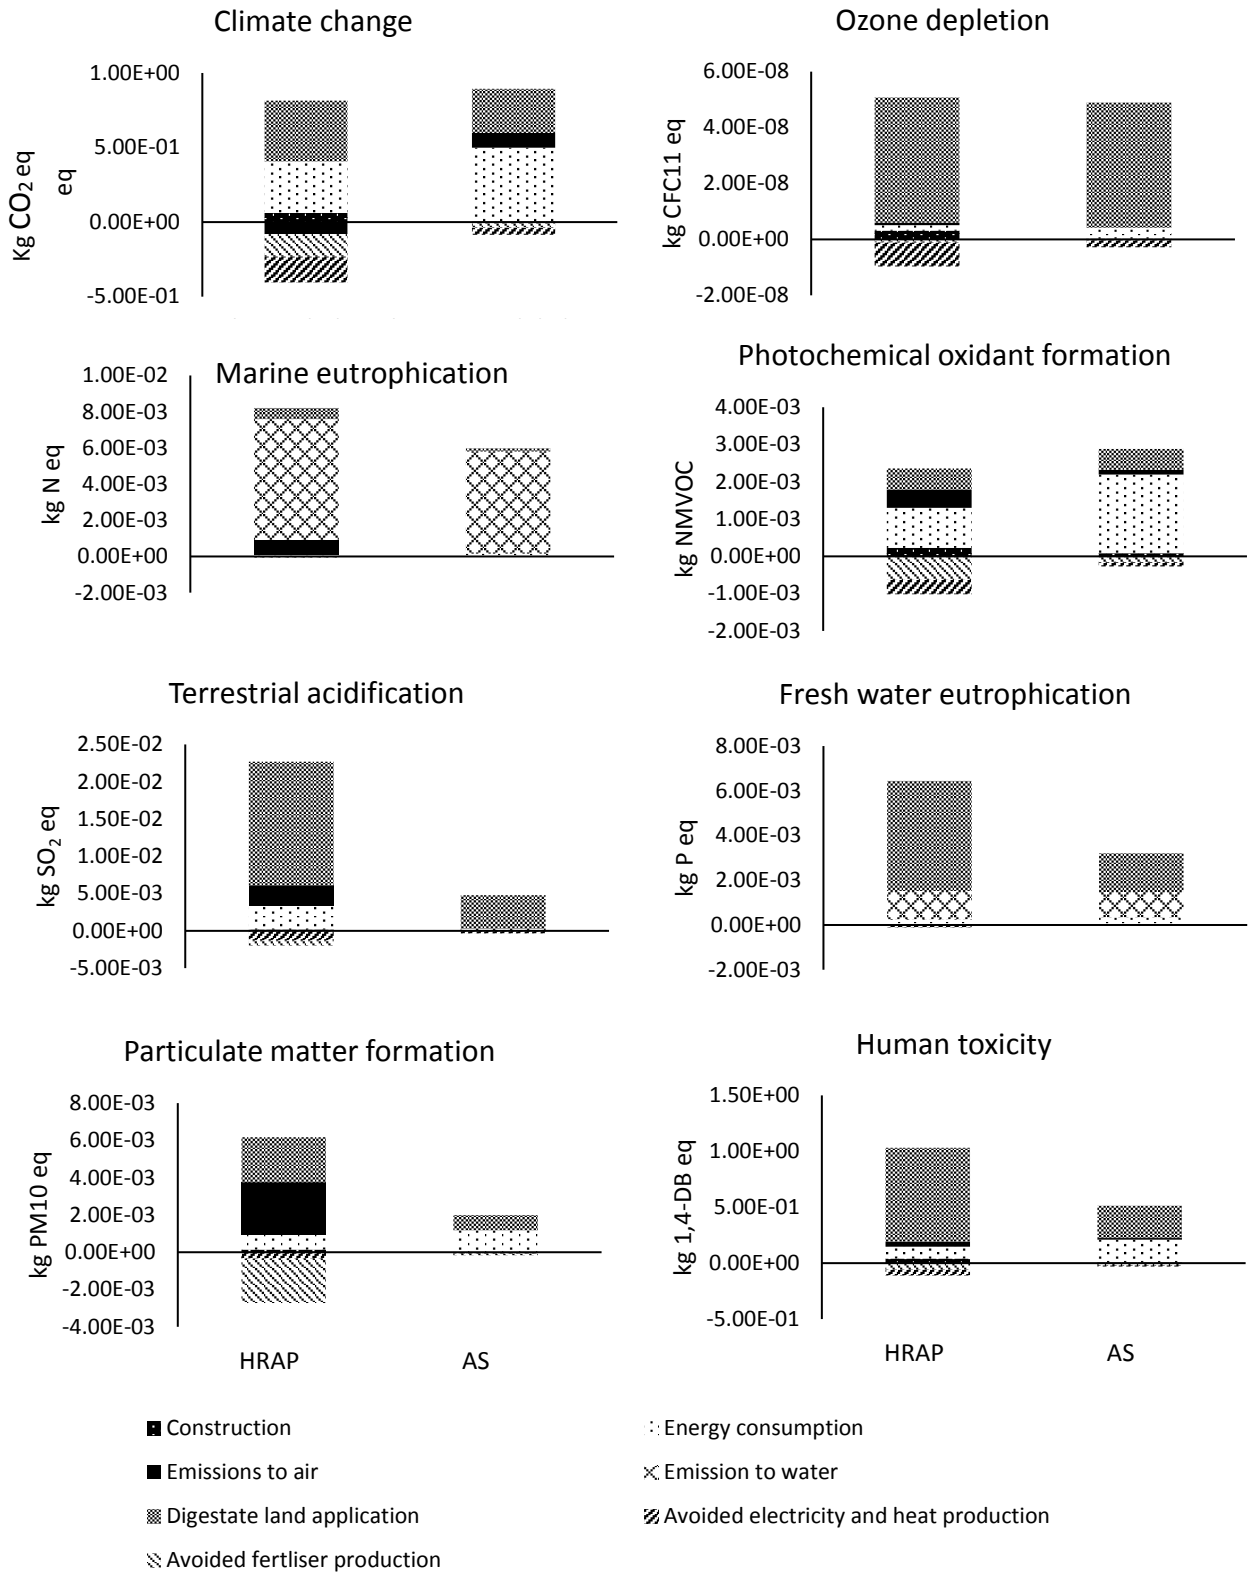 Climate change
1.00E+00
5.00E-01
0.00E+00
-5.00E-01
Kg CO₂ eq
eq
Ozone depletion
6.00E-08
4.00E-08
2.00E-08
0.00E+00
-2.00E-08
kg CFC11 eq
Marine eutrophication
1.00E-02
8.00E-03
6.00E-03
4.00E-03
2.00E-03
0.00E+00
-2.00E-03
kg N eq
Photochemical oxidant formation
4.00E-03
3.00E-03
2.00E-03
1.00E-03
0.00E+00
-1.00E-03
-2.00E-03
kg NMVOC
Terrestrial acidification
2.50E-02
2.00E-02
1.50E-02
1.00E-02
5.00E-03
0.00E+00
-5.00E-03
kg SO₂ eq
Fresh water eutrophication
8.00E-03
6.00E-03
4.00E-03
2.00E-03
0.00E+00
-2.00E-03
kg P eq
Particulate matter formation
8.00E-03
6.00E-03
4.00E-03
2.00E-03
0.00E+00
-2.00E-03
-4.00E-03
kg PM10 eq
HRAP AS
Human toxicity
1.50E+00
1.00E+00
5.00E-01
0.00E+00
-5.00E-01
kg 1,4-DB eq
HRAP AS
Construction
Energy consumption
Emissions to air
Emission to water
Digestate land application
Avoided electricity and heat production
Avoided fertliser production